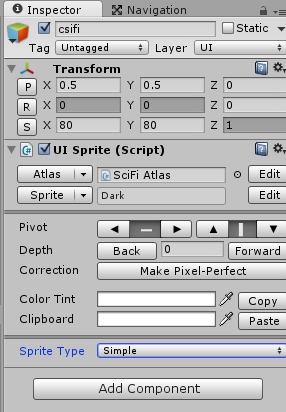 Inspector Navigation
csifi Static
Tag Untagged Layer UI
Transform
P X 0.5 Y 0.5 Z 0
R X 0 Y 0 Z 0
S X 80 Y 80 Z 1
UI Sprite (Script)
Atlas SciFi Atlas Edit
Sprite Dark Edit
Pivot
Depth Back 0 Forward
Correction Make Pixel-Perfect
Color Tint Copy
Clipboard Paste
Sprite Type Simple
Add Component